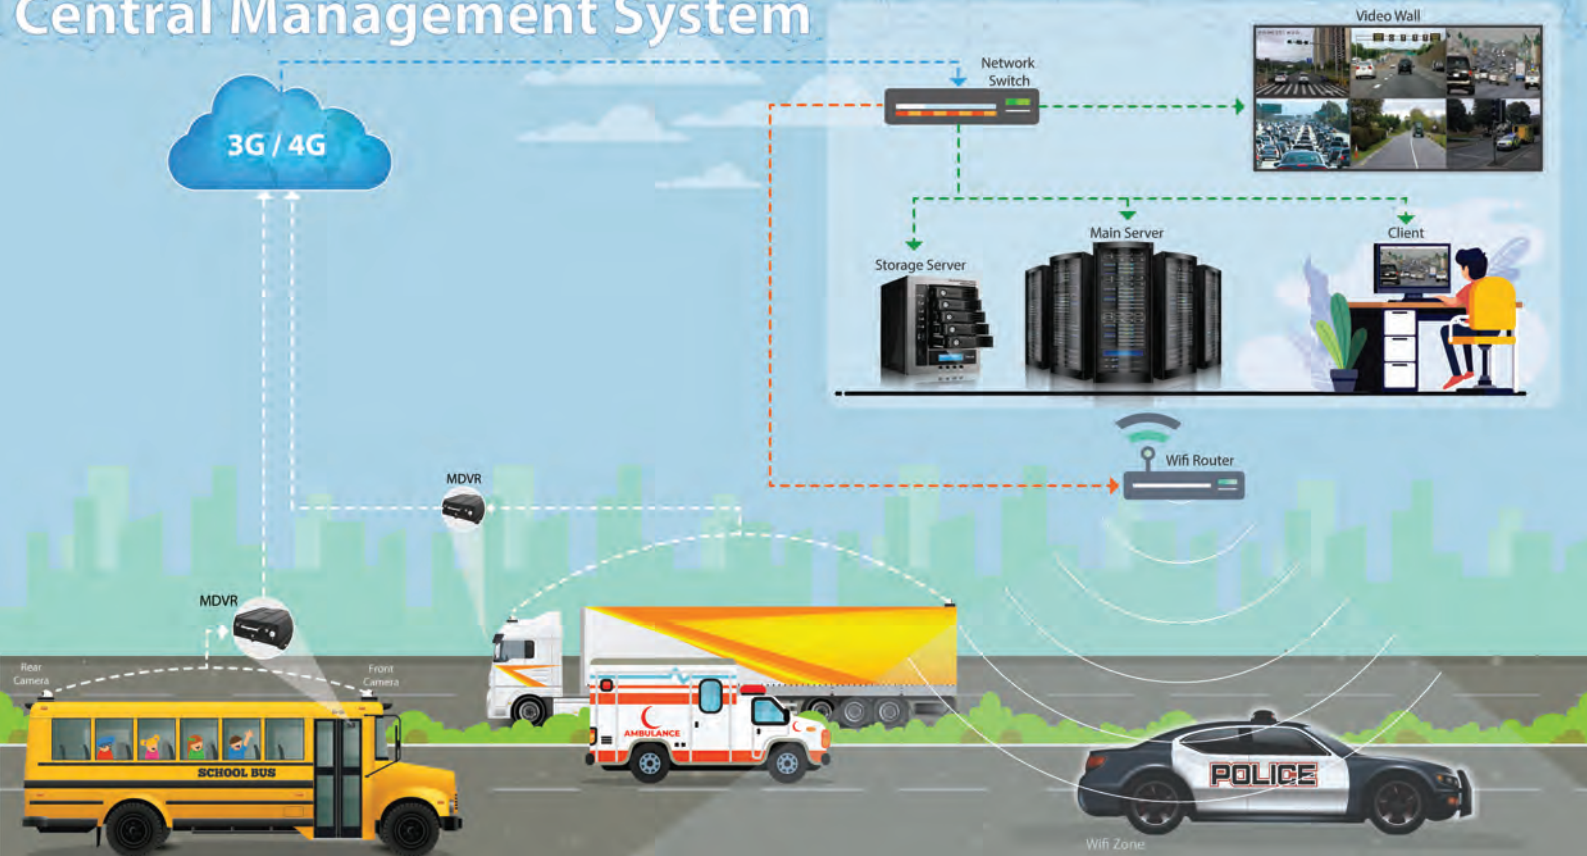 Central Management System
Video Wall
Network
Switch
3G / 4G
Main Server
Client
Storage Server
Wifi Router
MDVR
MDVR
Rear
Camera
Front
Camera
AMBULANCE
SCHOOL BUS
POLICE
Wifi Zone